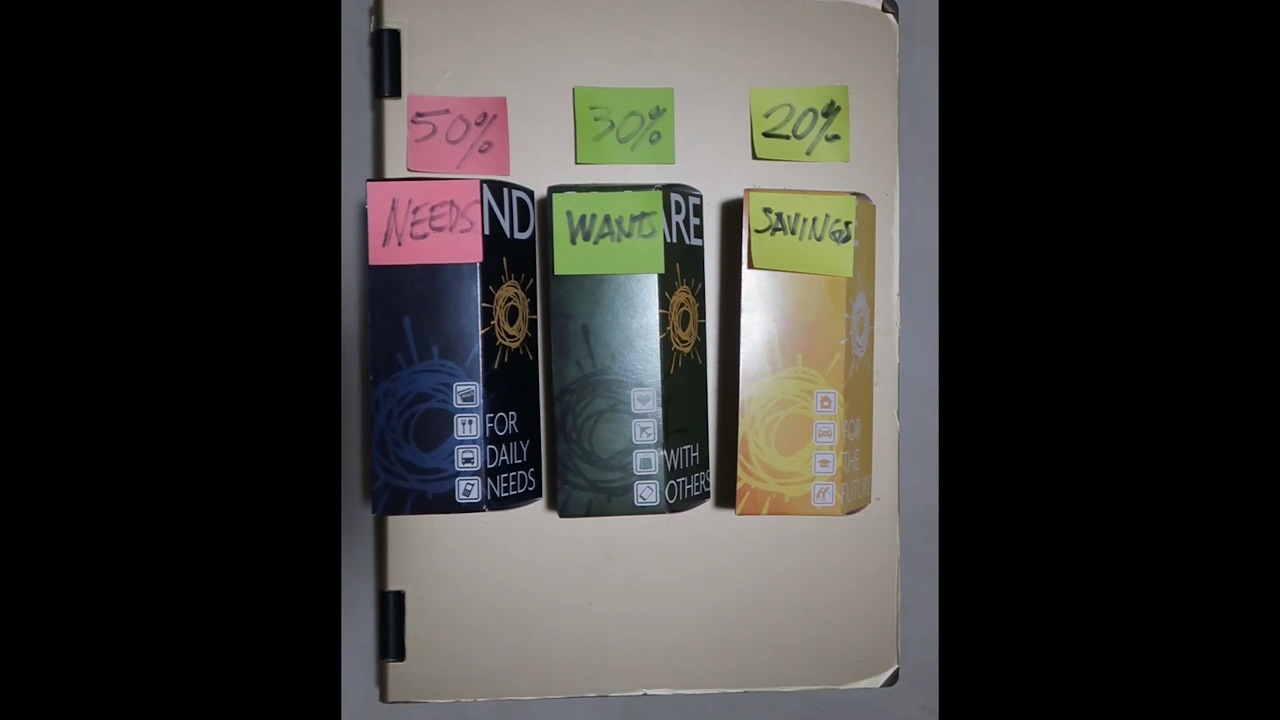 50%
30%
20%
NEEDS
ND
WANTS
ARE
SAVINGS
E
FOR
DAILY
NEEDS
WITH
OTHERS
FOR
THE
FUTURE